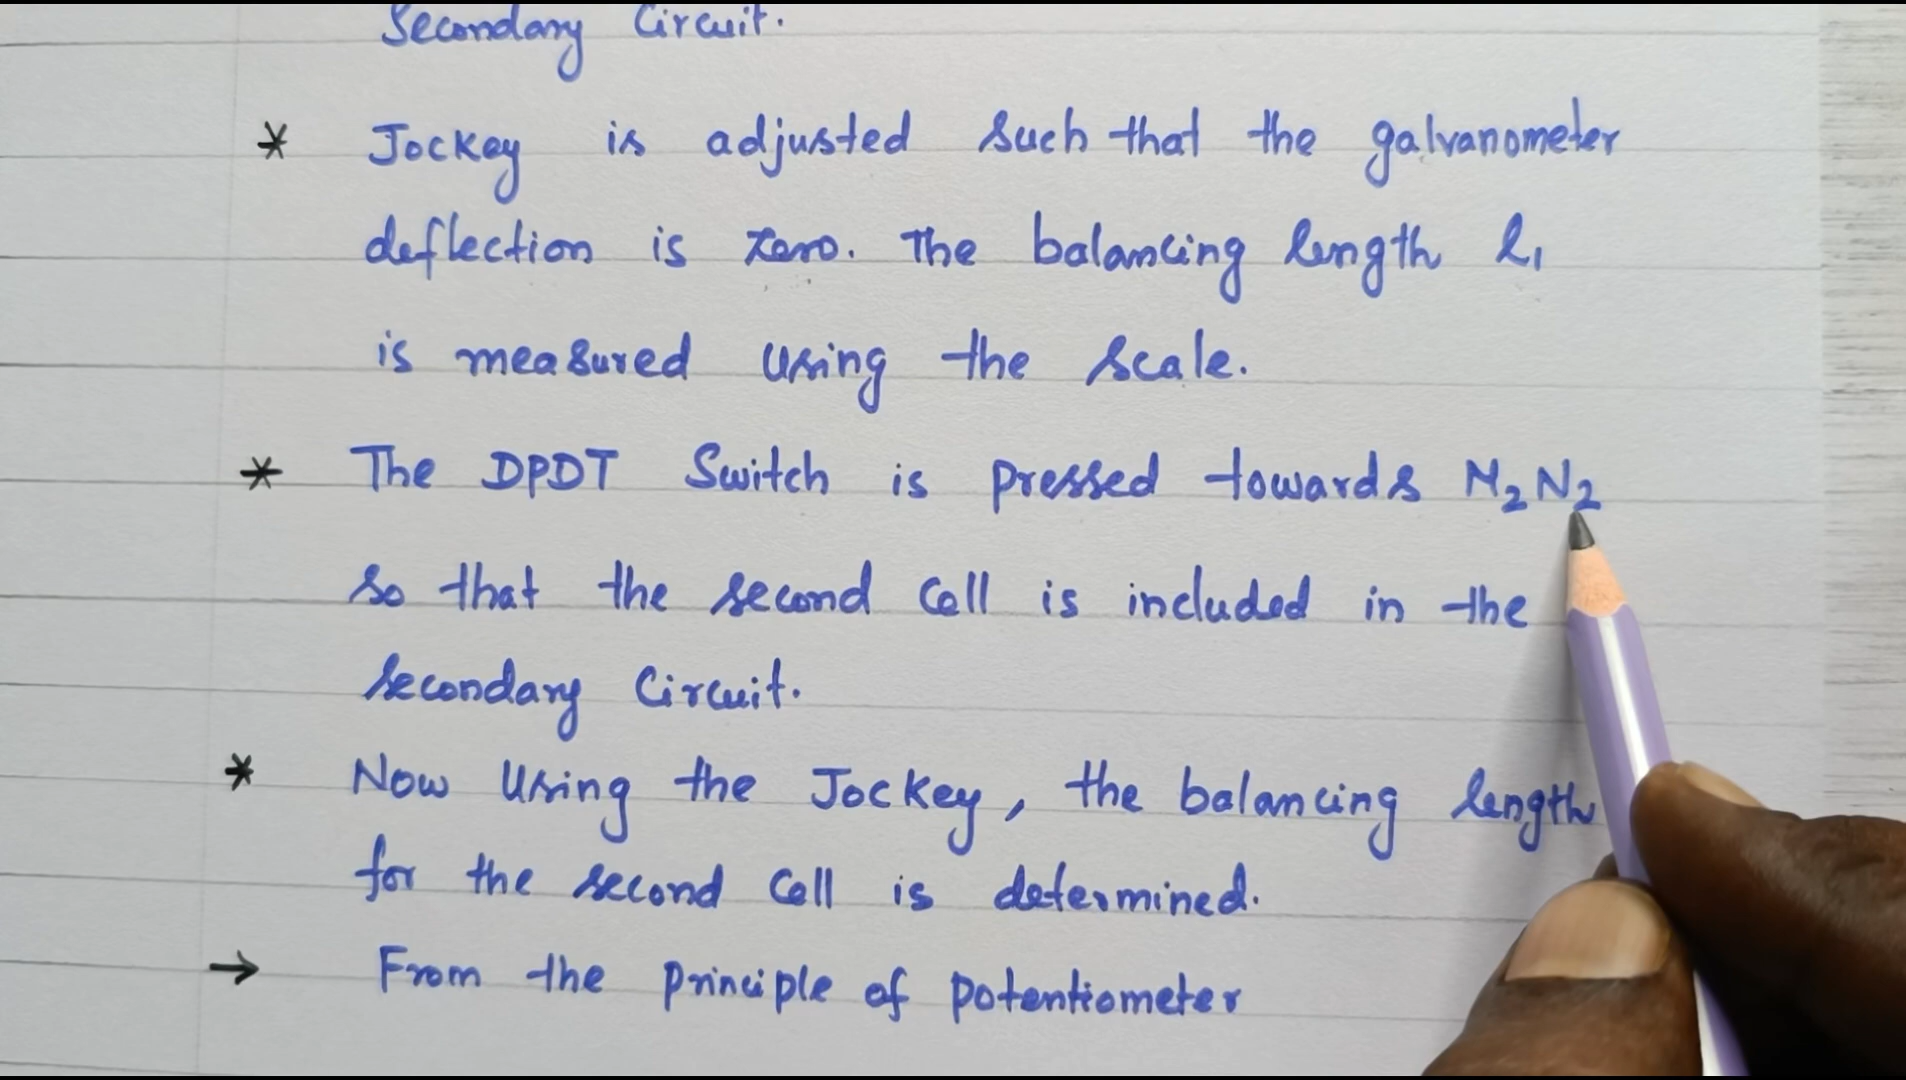 Secondary Circuit.
* Jockey is adjusted such that the galvanometer
deflection is zero. The balancing length l₁
is measured using the scale.
* The DPDT Switch is pressed towards M₂N₂
so that the second cell is included in the
secondary circuit.
* Now Using the Jockey, the balancing length
for the second cell is determined.
→ From the principle of potentiometer